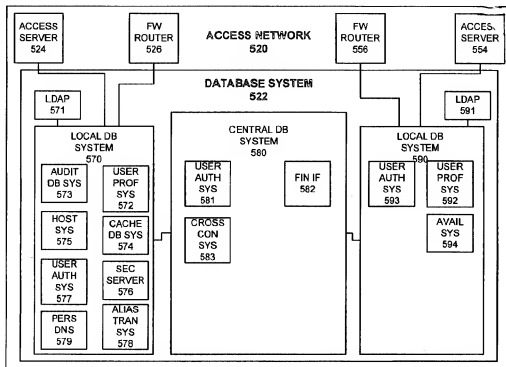 ACCESS
SERVER
524
FW
ROUTER
526
ACCESS NETWORK
520
FW
ROUTER
556
ACCESS
SERVER
554
DATABASE SYSTEM
522
LDAP
571
LDAP
591
LOCAL DB
SYSTEM
570
AUDIT
DB SYS
573
USER
PROF
SYS
572
HOST
SYS
575
CACHE
DB SYS
574
USER
AUTH
SYS
577
SEC
SERVER
576
PERS
DNS
579
ALIAS
TRAN
SYS
578
CENTRAL DB
SYSTEM
580
USER
AUTH
SYS
581
FIN IF
582
CROSS
CON
SYS
583
LOCAL DB
SYSTEM
590
USER
AUTH
SYS
593
USER
PROF
SYS
592
AVAIL
SYS
594